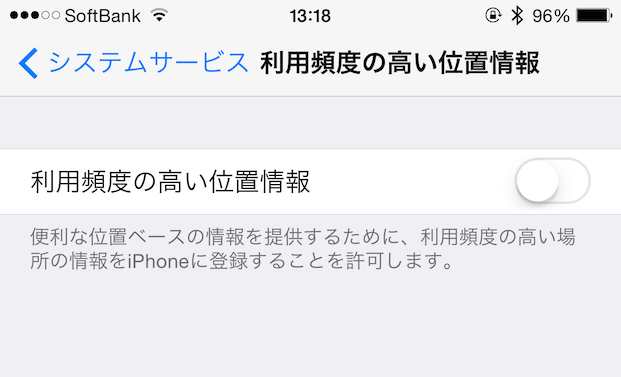 SoftBank 13:18 96%
システムサービス 利用頻度の高い位置情報
利用頻度の高い位置情報
便利な位置ベースの情報を提供するために、利用頻度の高い場
所の情報をiPhoneに登録することを許可します。